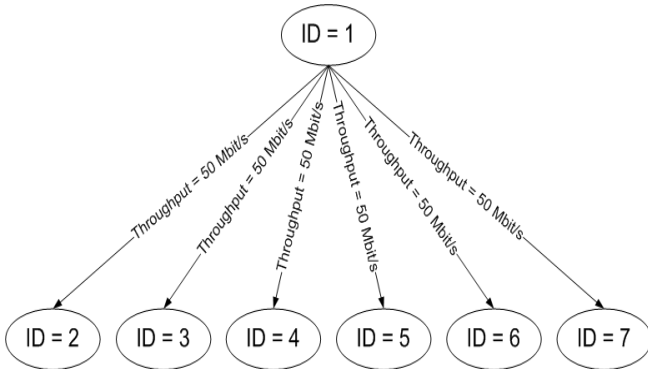 ID = 1
Throughput = 50 Mbit/s
Throughput = 50 Mbit/s
Throughput = 50 Mbit/s
Throughput = 50 Mbit/s
Throughput = 50 Mbit/s
Throughput = 50 Mbit/s
ID = 2
ID = 3
ID = 4
ID = 5
ID = 6
ID = 7